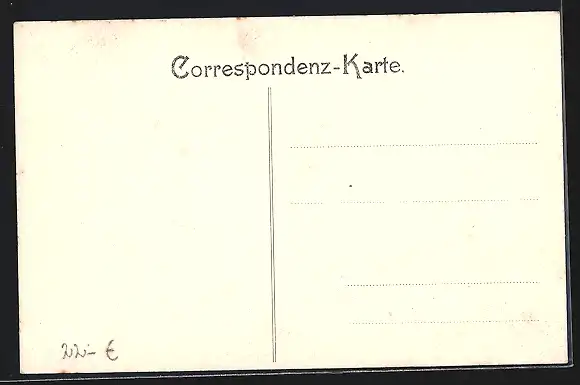 Correspondenz-Karte.
22.- €